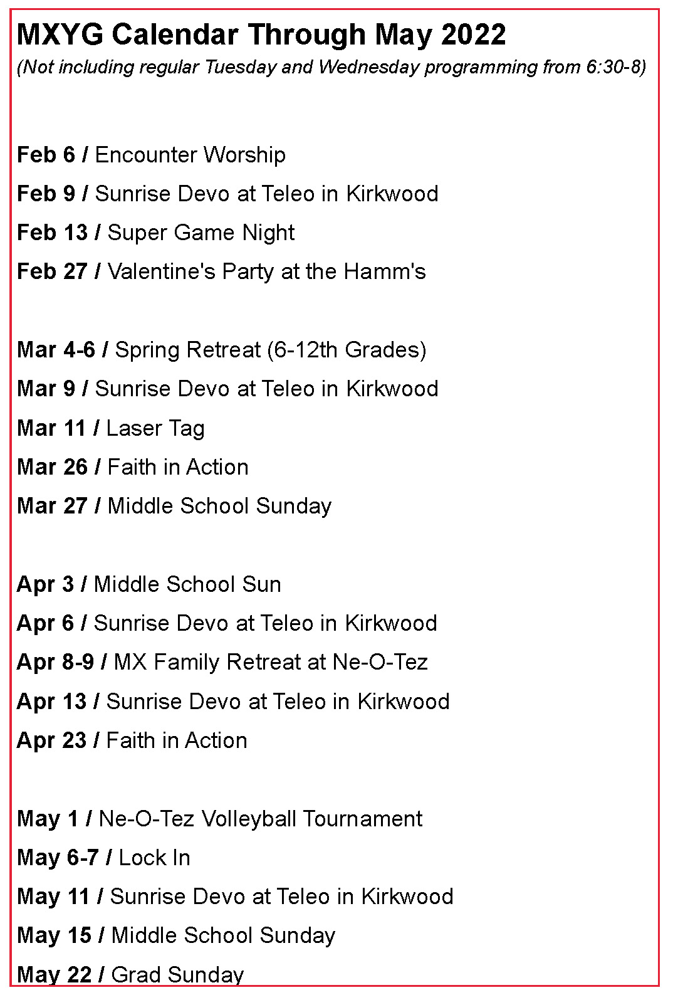 MXYG Calendar Through May 2022
(Not including regular Tuesday and Wednesday programming from 6:30-8)
Feb 6 / Encounter Worship
Feb 9 / Sunrise Devo at Teleo in Kirkwood
Feb 13 / Super Game Night
Feb 27 / Valentine's Party at the Hamm's
Mar 4-6 / Spring Retreat (6-12th Grades)
Mar 9 / Sunrise Devo at Teleo in Kirkwood
Mar 11 / Laser Tag
Mar 26 / Faith in Action
Mar 27 / Middle School Sunday
Apr 3 / Middle School Sun
Apr 6 / Sunrise Devo at Teleo in Kirkwood
Apr 8-9 / MX Family Retreat at Ne-O-Tez
Apr 13 / Sunrise Devo at Teleo in Kirkwood
Apr 23 / Faith in Action
May 1 / Ne-O-Tez Volleyball Tournament
May 6-7 / Lock In
May 11 / Sunrise Devo at Teleo in Kirkwood
May 15 / Middle School Sunday
May 22 / Grad Sunday